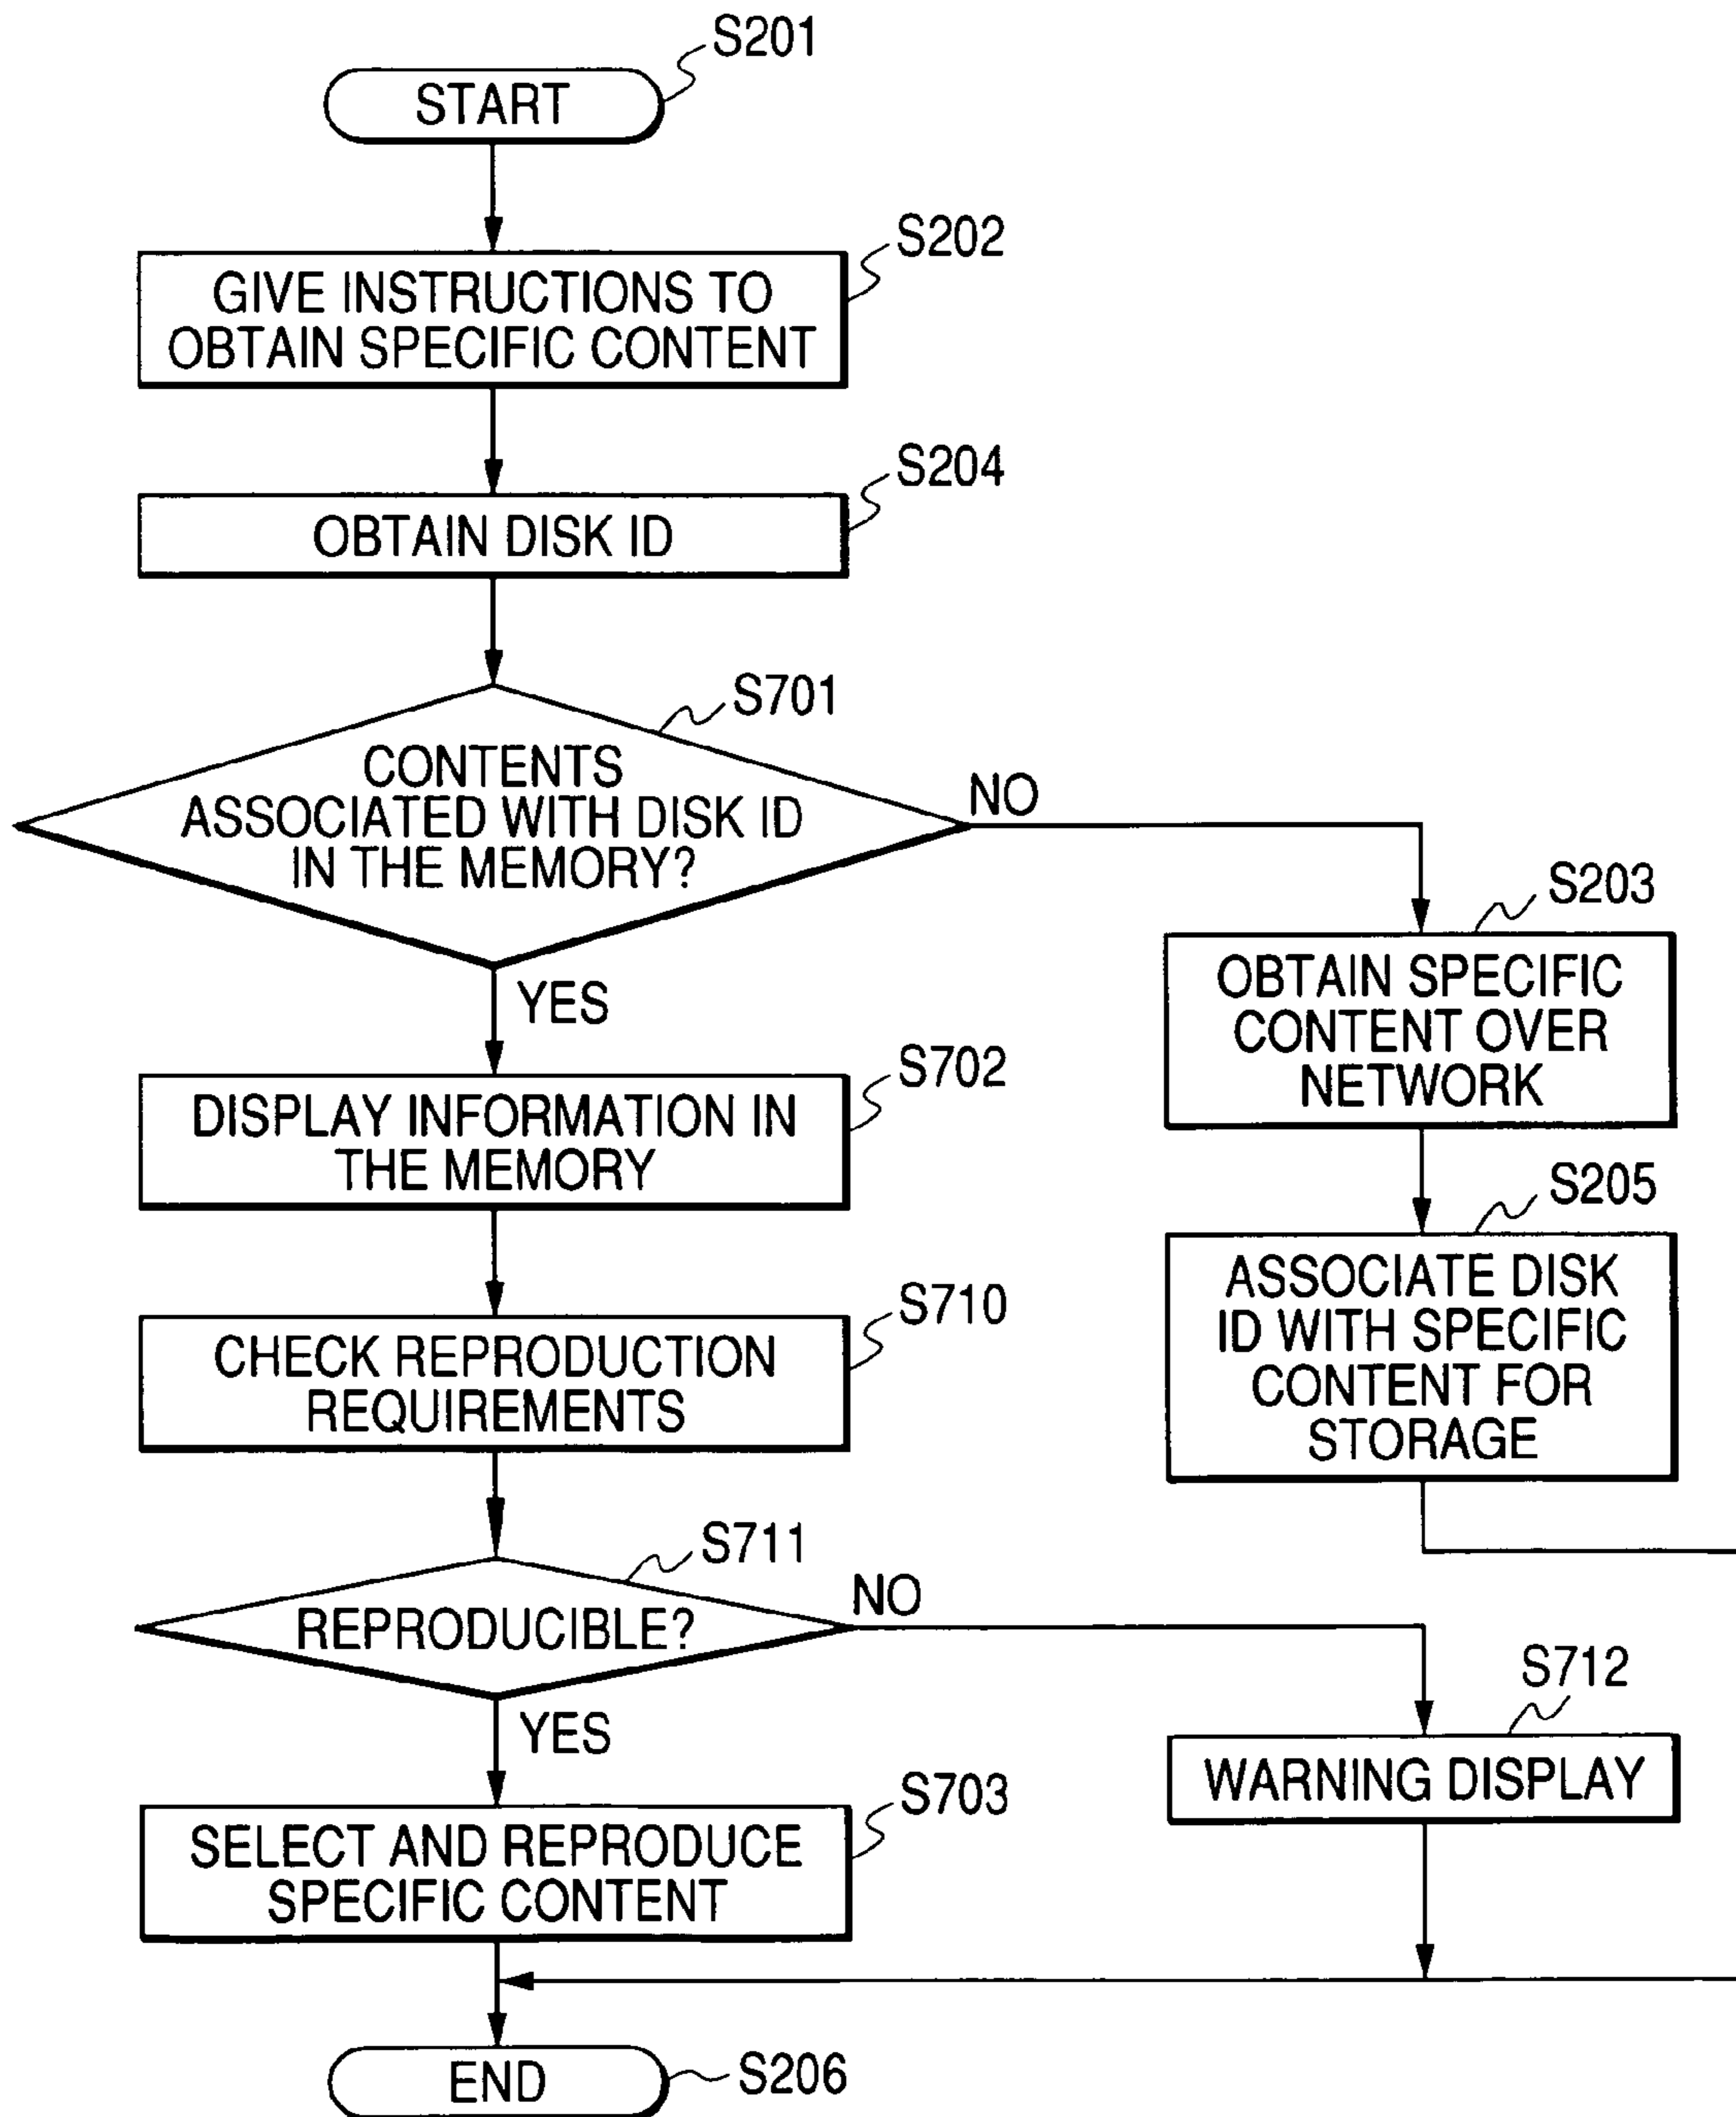 S201
START
S202
GIVE INSTRUCTIONS TO
OBTAIN SPECIFIC CONTENT
S204
OBTAIN DISK ID
S701
CONTENTS
ASSOCIATED WITH DISK ID
IN THE MEMORY?
NO
YES
S203
OBTAIN SPECIFIC
CONTENT OVER
NETWORK
S702
DISPLAY INFORMATION IN
THE MEMORY
S205
ASSOCIATE DISK
ID WITH SPECIFIC
CONTENT FOR
STORAGE
S710
CHECK REPRODUCTION
REQUIREMENTS
S711
REPRODUCIBLE?
NO
YES
S712
WARNING DISPLAY
S703
SELECT AND REPRODUCE
SPECIFIC CONTENT
END
S206